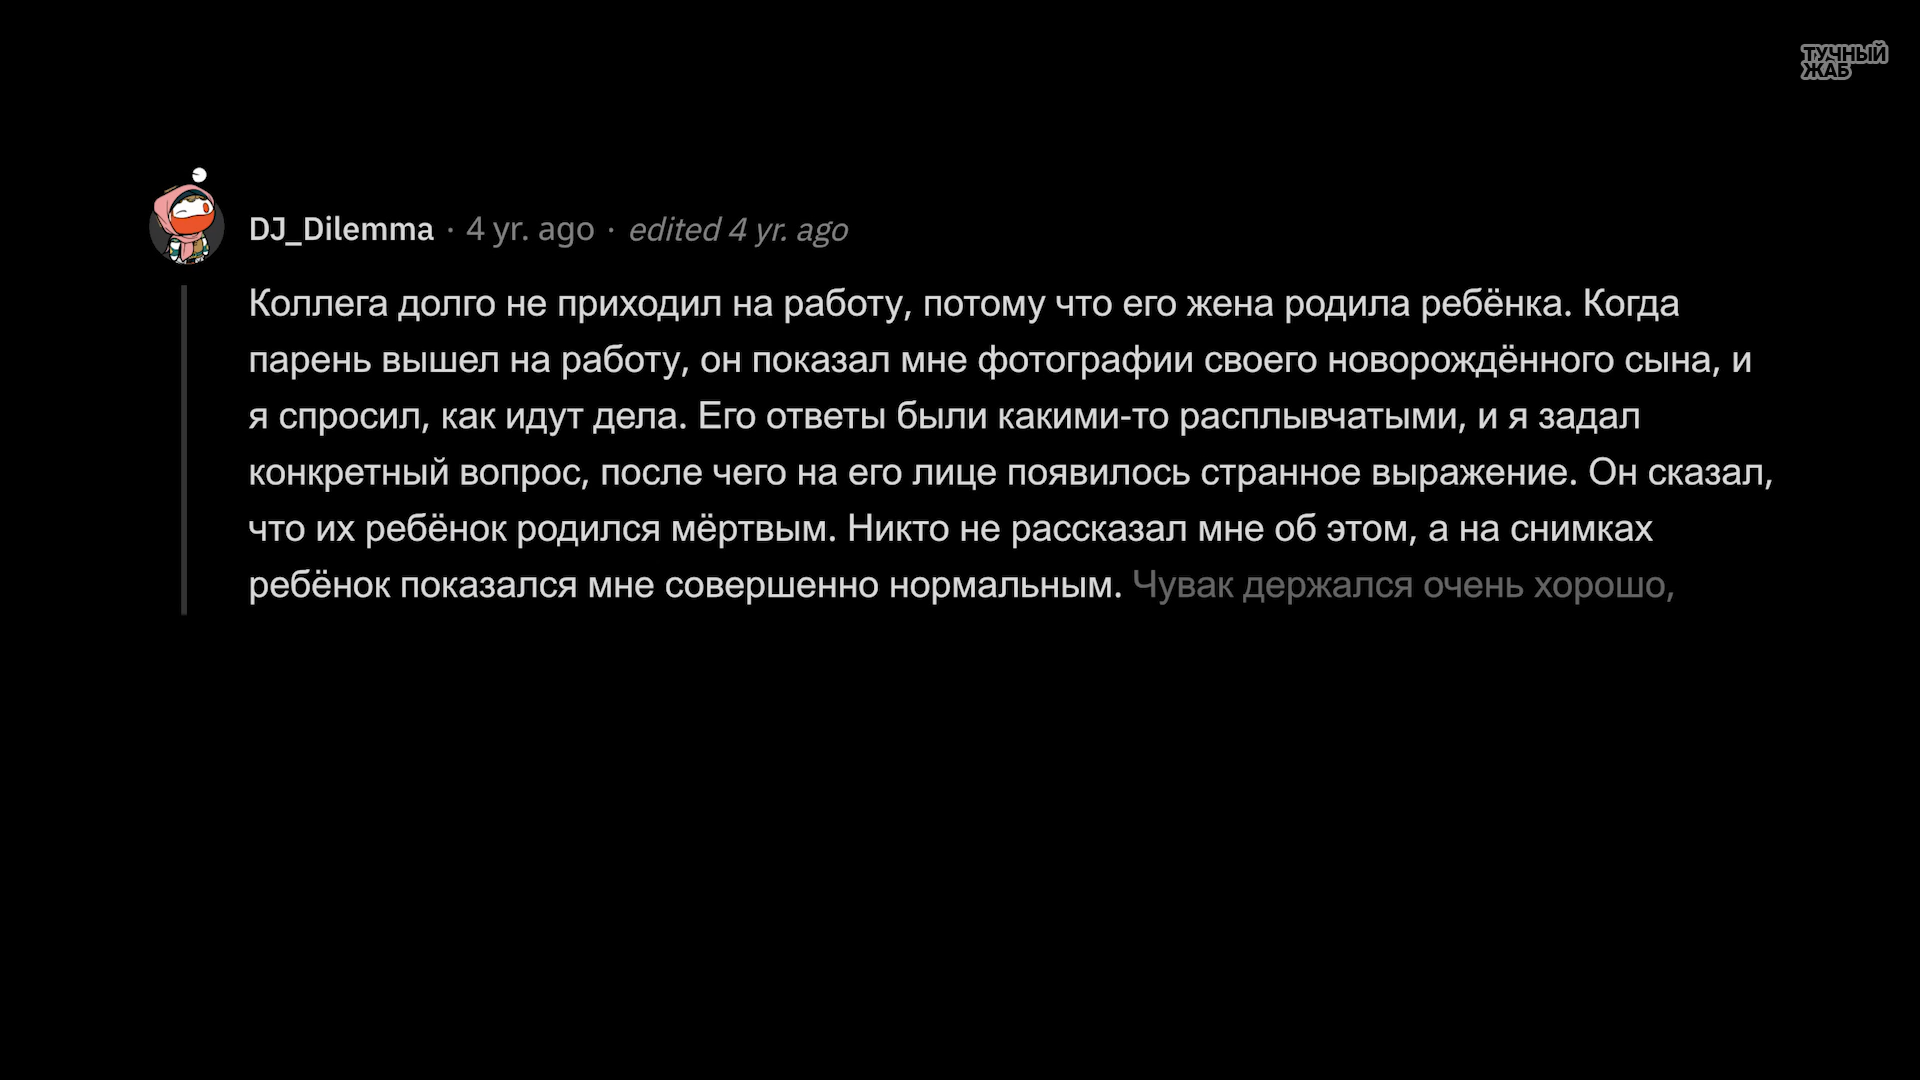 ТУЧНЫЙ
ЖАБ
DJ_Dilemma · 4 yr. ago · edited 4 yr. ago
Коллега долго не приходил на работу, потому что его жена родила ребёнка. Когда
парень вышел на работу, он показал мне фотографии своего новорождённого сына, и
я спросил, как идут дела. Его ответы были какими-то расплывчатыми, и я задал
конкретный вопрос, после чего на его лице появилось странное выражение. Он сказал,
что их ребёнок родился мёртвым. Никто не рассказал мне об этом, а на снимках
ребёнок показался мне совершенно нормальным. Чувак держался очень хорошо,